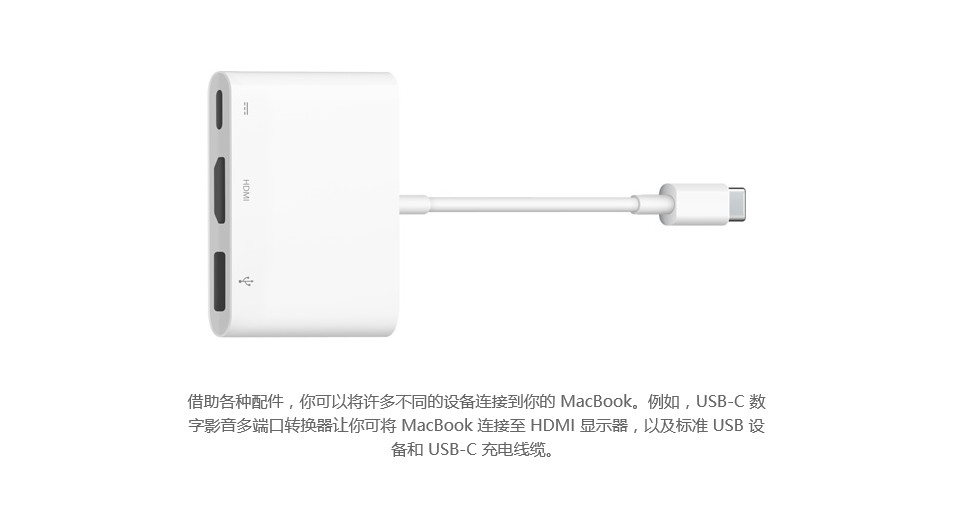 HDMI
借助各种配件，你可以将许多不同的设备连接到你的 MacBook。例如，USB-C 数
字影音多端口转换器让你可将 MacBook 连接至 HDMI 显示器，以及标准 USB 设
备和 USB-C 充电线缆。